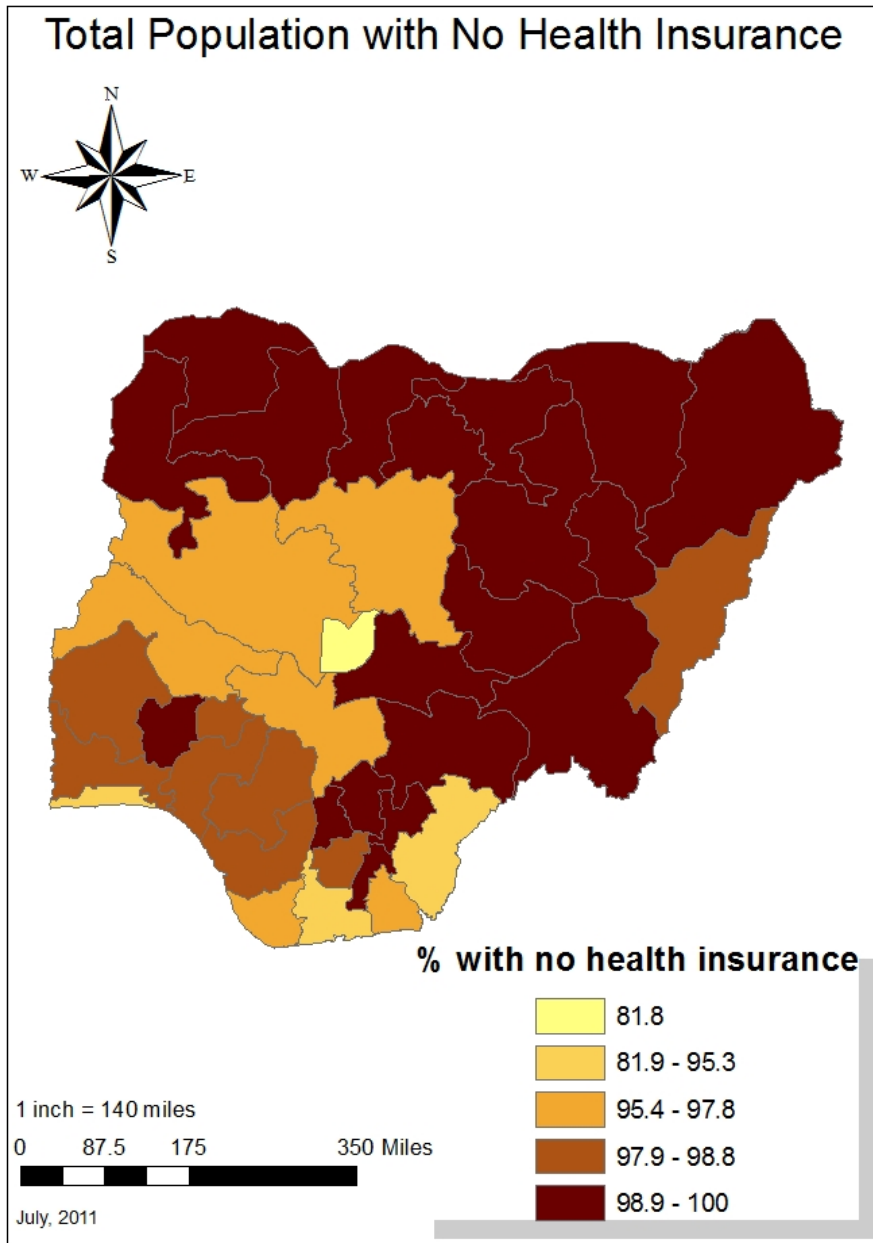 Total Population with No Health Insurance
N
W
E
S
% with no health insurance
81.8
81.9 - 95.3
95.4 - 97.8
97.9 - 98.8
98.9 - 100
1 inch = 140 miles
0 87.5 175 350 Miles
July, 2011